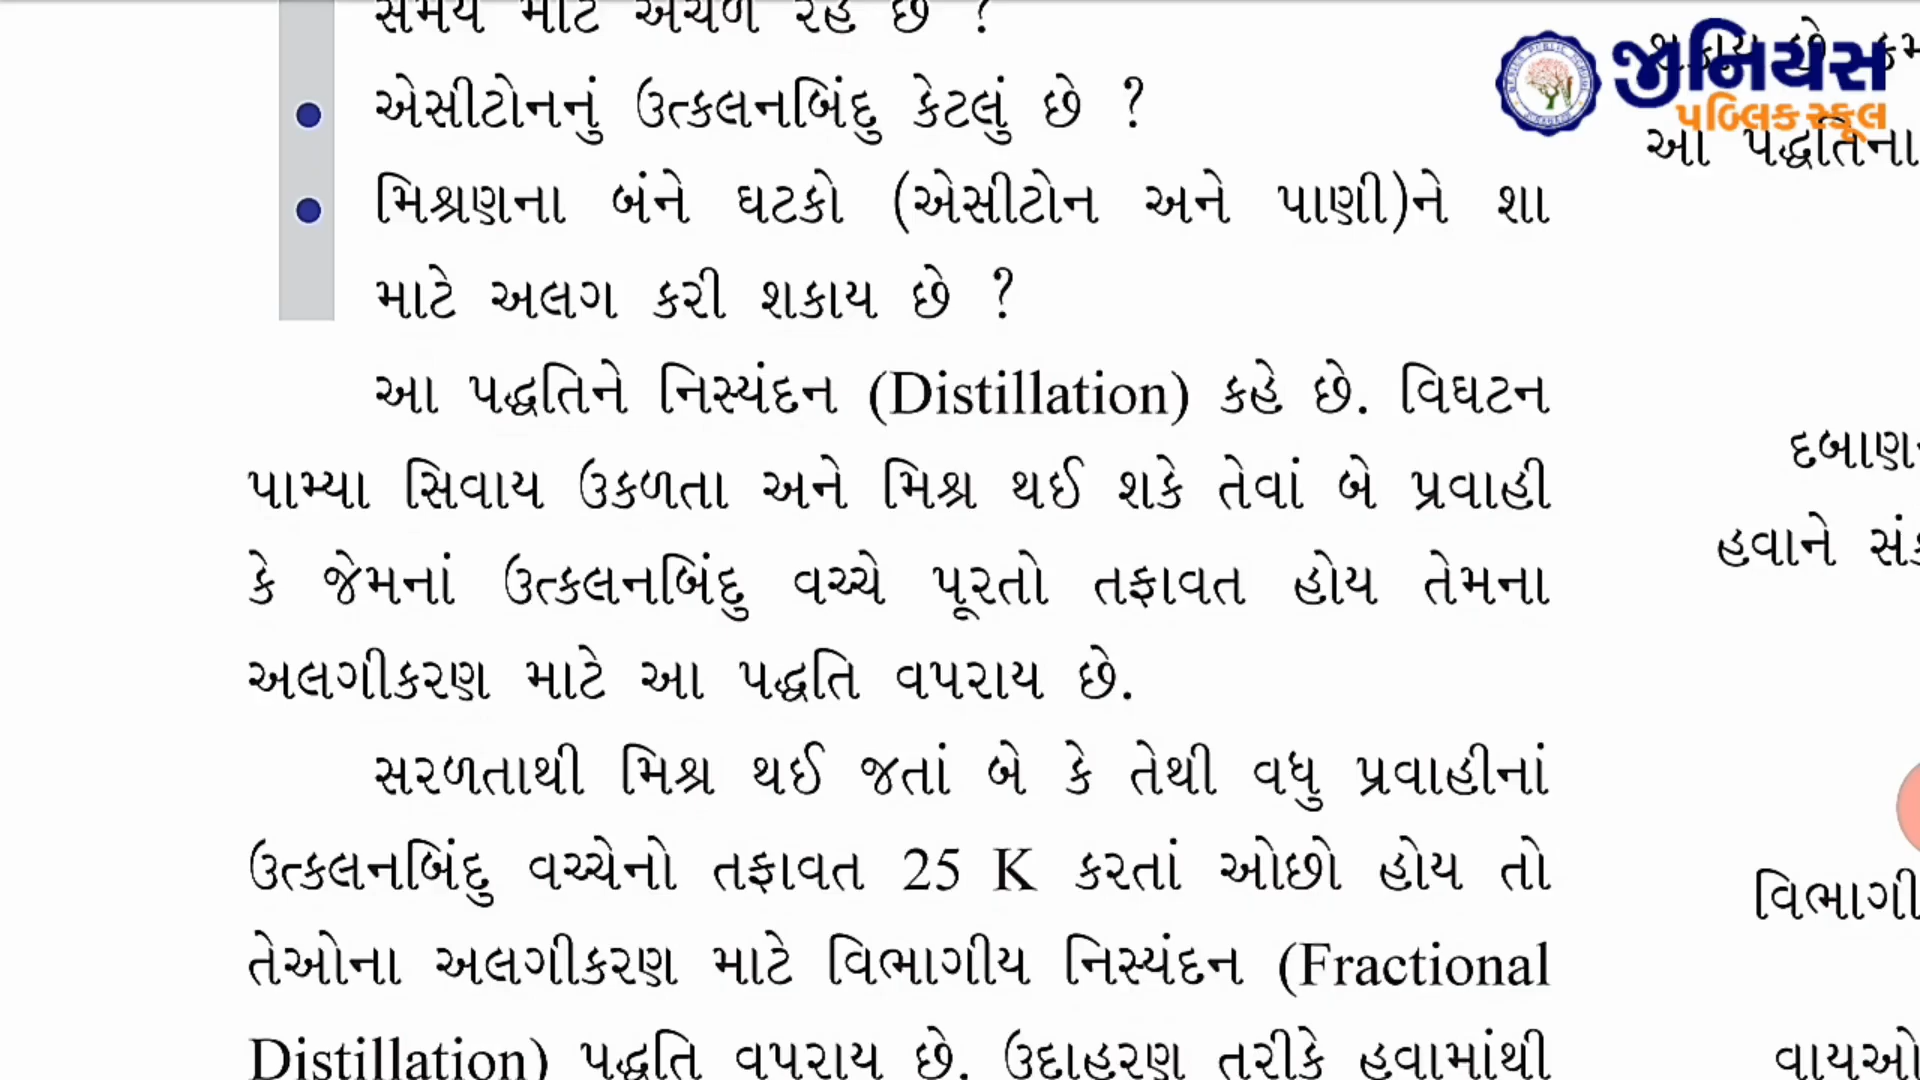 સમય માટે અચળ રહે છે ?
• એસીટોનનું ઉત્કલનબિંદુ કેટલું છે ?
• મિશ્રણના બંને ઘટકો (એસીટોન અને પાણી)ને શા
માટે અલગ કરી શકાય છે ?
આ પદ્ધતિને નિસ્યંદન (Distillation) કહે છે. વિઘટન
પામ્યા સિવાય ઉકળતા અને મિશ્ર થઈ શકે તેવાં બે પ્રવાહી
કે જેમનાં ઉત્કલનબિંદુ વચ્ચે પૂરતો તફાવત હોય તેમના
અલગીકરણ માટે આ પદ્ધતિ વપરાય છે.
સરળતાથી મિશ્ર થઈ જતાં બે કે તેથી વધુ પ્રવાહીનાં
ઉત્કલનબિંદુ વચ્ચેનો તફાવત 25 K કરતાં ઓછો હોય તો
તેઓના અલગીકરણ માટે વિભાગીય નિસ્યંદન (Fractional
Distillation) પદ્ધતિ વપરાય છે. ઉદાહરણ તરીકે હવામાંથી
જીનિયસ
પબ્લિક સ્કૂલ
આ પદ્ધતિના
દબાણ
હવાને
વિભાગી
વાયઓ